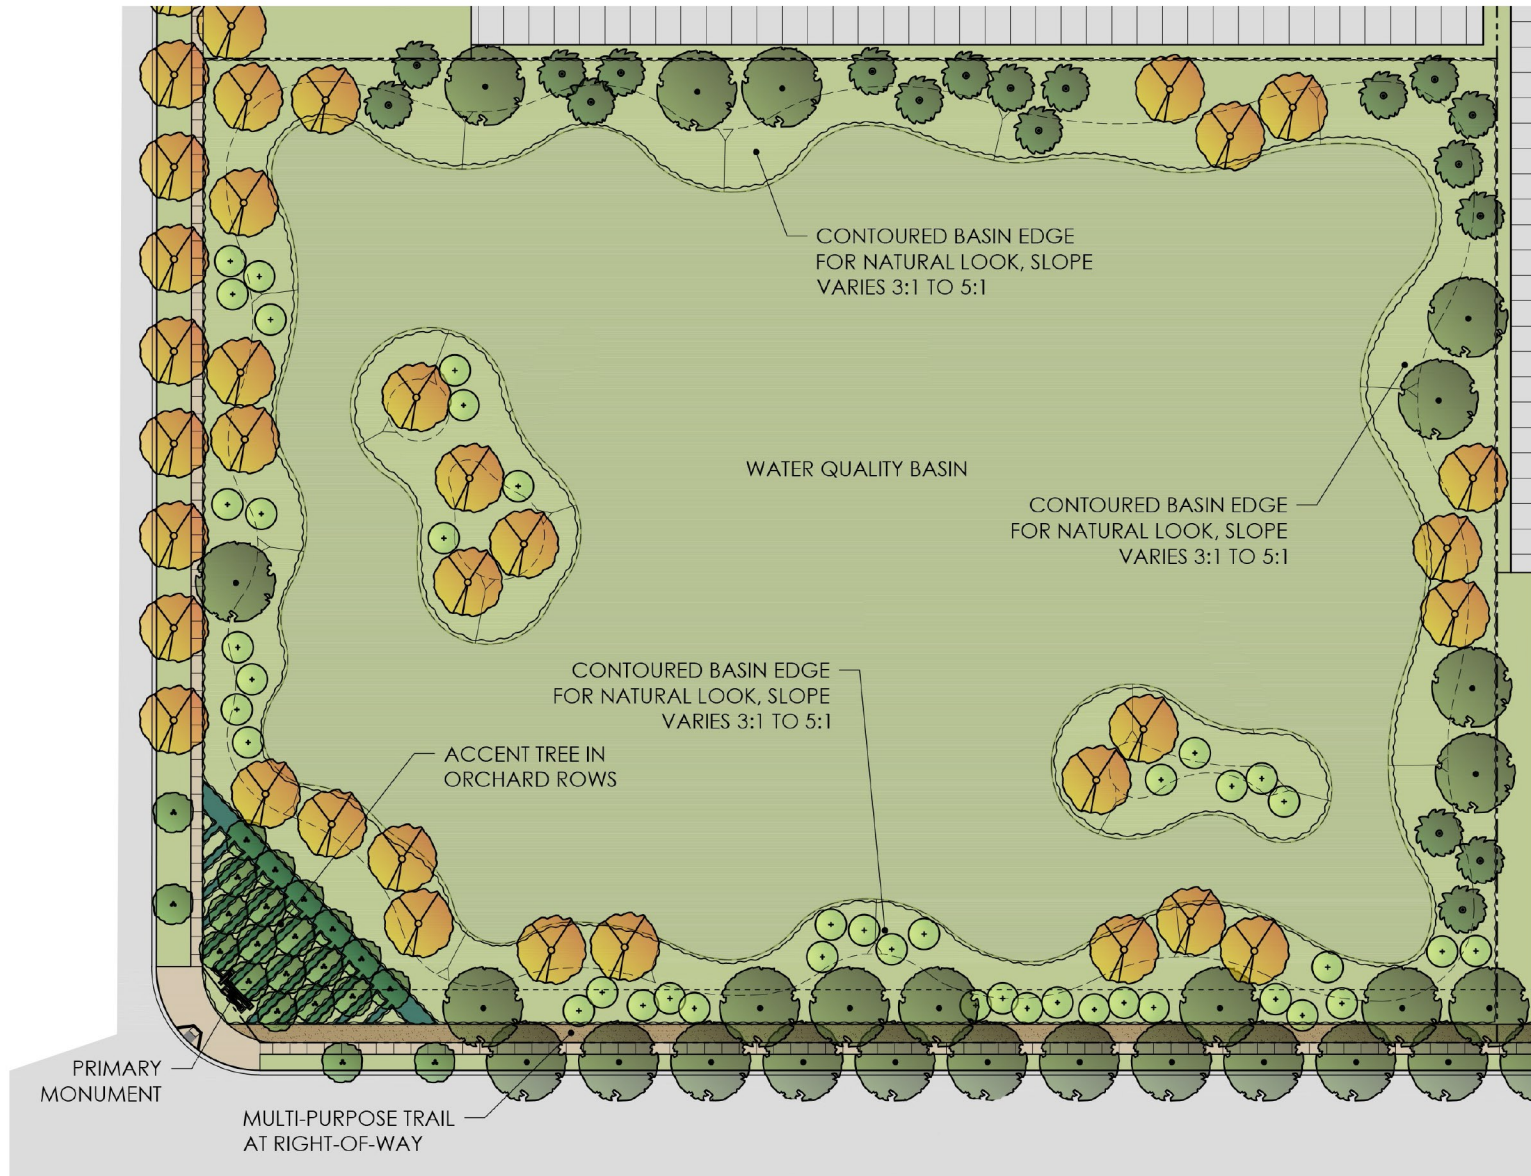 CONTOURED BASIN EDGE
FOR NATURAL LOOK, SLOPE
VARIES 3:1 TO 5:1
WATER QUALITY BASIN
CONTOURED BASIN EDGE
FOR NATURAL LOOK, SLOPE
VARIES 3:1 TO 5:1
CONTOURED BASIN EDGE
FOR NATURAL LOOK, SLOPE
VARIES 3:1 TO 5:1
ACCENT TREE IN
ORCHARD ROWS
PRIMARY
MONUMENT
MULTI-PURPOSE TRAIL
AT RIGHT-OF-WAY